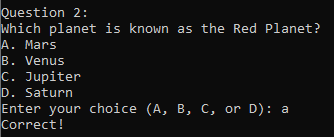 Question 2:
Which planet is known as the Red Planet?
A. Mars
B. Venus
C. Jupiter
D. Saturn
Enter your choice (A, B, C, or D): a
Correct!